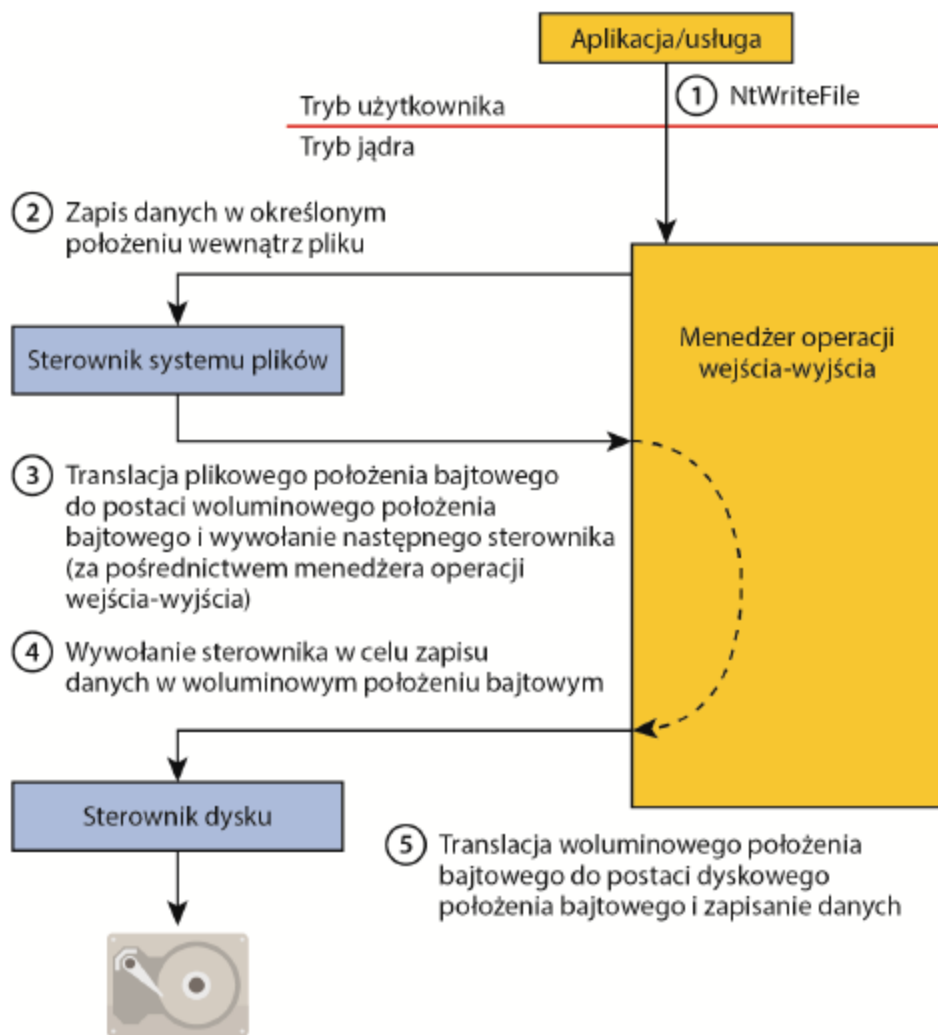 Aplikacja/usługa
1 NtWriteFile
Tryb użytkownika
Tryb jądra
2 Zapis danych w określonym
położeniu wewnątrz pliku
Sterownik systemu plików
Menedżer operacji
wejścia-wyjścia
3 Translacja plikowego położenia bajtowego
do postaci woluminowego położenia
bajtowego i wywołanie następnego sterownika
(za pośrednictwem menedżera operacji
wejścia-wyjścia)
4 Wywołanie sterownika w celu zapisu
danych w woluminowym położeniu bajtowym
Sterownik dysku
5 Translacja woluminowego położenia
bajtowego do postaci dyskowego
położenia bajtowego i zapisanie danych